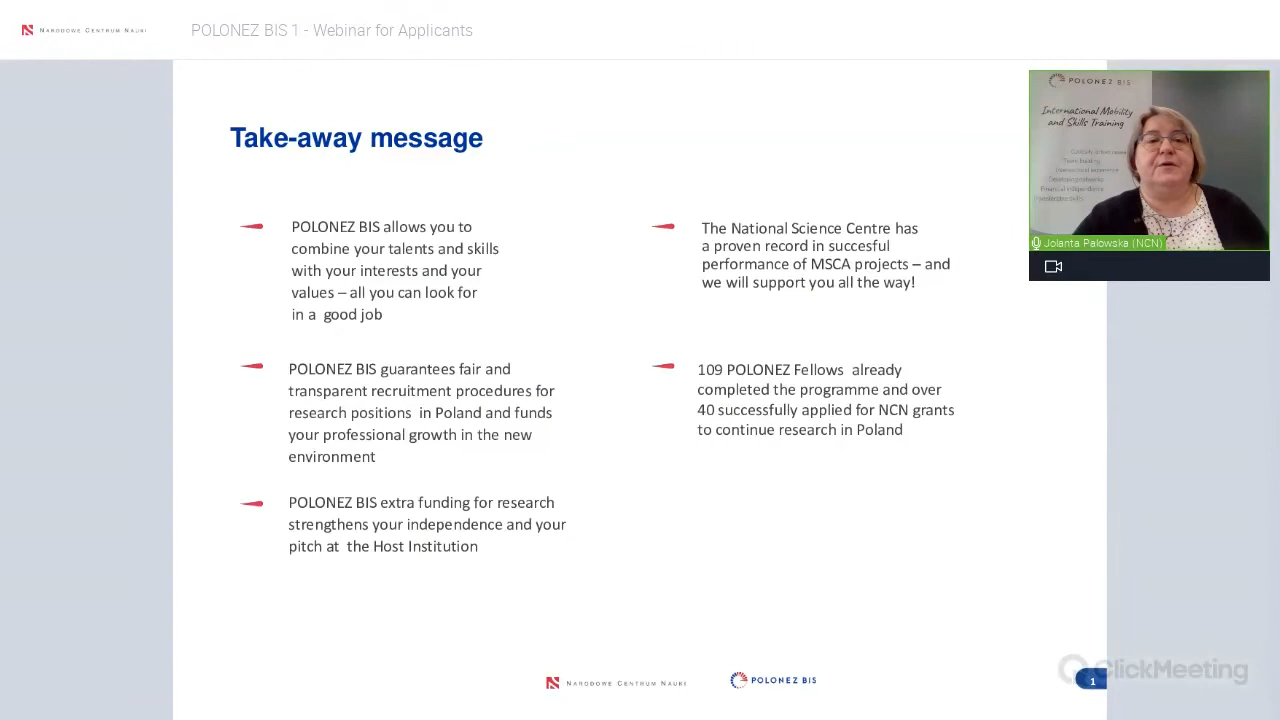 NARODOWE CENTRUM NAUKI
POLONEZ BIS 1 - Webinar for Applicants
Take-away message
POLONEZ BIS allows you to
combine your talents and skills
with your interests and your
values – all you can look for
in a good job
POLONEZ BIS guarantees fair and
transparent recruitment procedures for
research positions in Poland and funds
your professional growth in the new
environment
POLONEZ BIS extra funding for research
strengthens your independence and your
pitch at the Host Institution
The National Science Centre has
a proven record in succesful
performance of MSCA projects – and
we will support you all the way!
109 POLONEZ Fellows already
completed the programme and over
40 successfully applied for NCN grants
to continue research in Poland
POLONEZ BIS
International Mobility
and Skills Training
Team building
Financial independence
Jolanta Palowska (NCN)
NARODOWE CENTRUM NAUKI
POLONEZ BIS
1
ClickMeeting